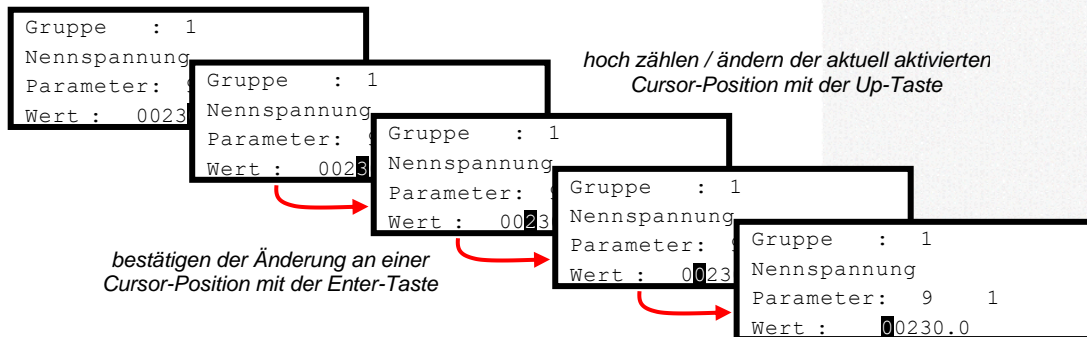 Gruppe : 1
Nennspannung
Parameter:
Wert : 0023
Gruppe : 1
Nennspannung
Parameter:
Wert : 0023
Gruppe : 1
Nennspannung
Parameter:
Wert : 0023
Gruppe : 1
Nennspannung
Parameter:
Wert : 0023
Gruppe : 1
Nennspannung
Parameter: 9 1
Wert : 00230.0
hoch zählen / ändern der aktuell aktivierten
Cursor-Position mit der Up-Taste
bestätigen der Änderung an einer
Cursor-Position mit der Enter-Taste